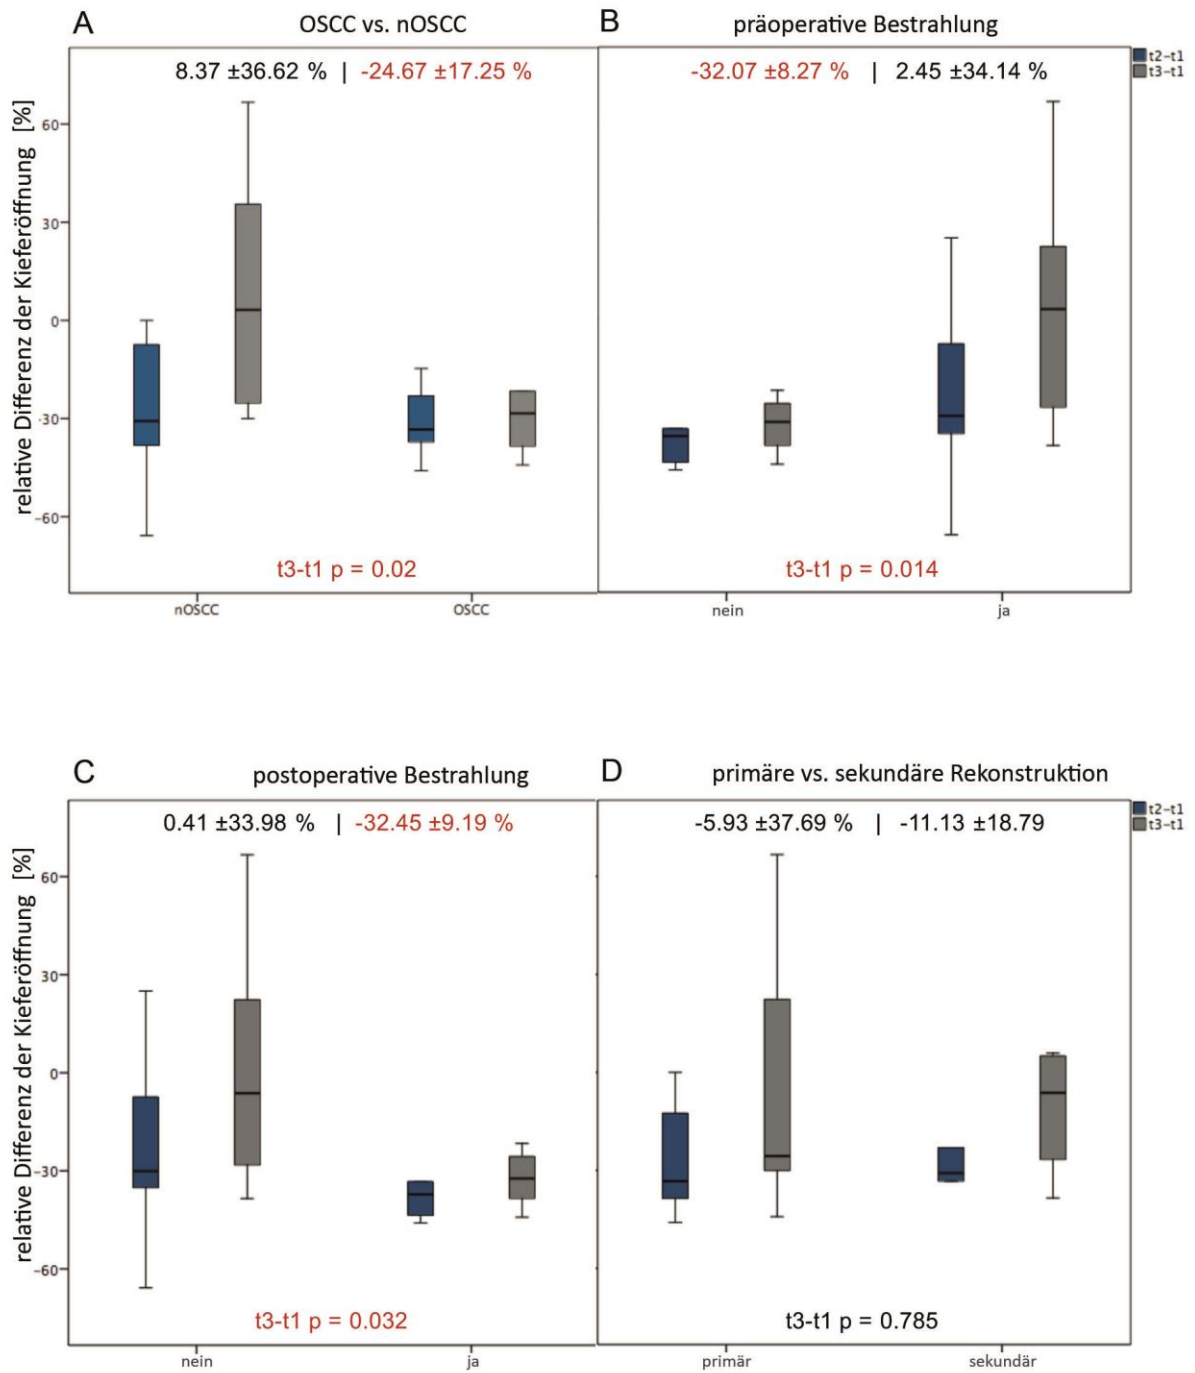 A OSCC vs. nOSCC B präoperative Bestrahlung
8.37 ±36.62 % | -24.67 ±17.25 % -32.07 ±8.27 % | 2.45 ±34.14 %
t2-t1
t3-t1
relative Differenz der Kieferöffnung [%]
60
30
0
-30
-60
t3-t1 p = 0.02 t3-t1 p = 0.014
nOSCC OSCC nein ja
C postoperative Bestrahlung D primäre vs. sekundäre Rekonstruktion
0.41 ±33.98 % | -32.45 ±9.19 % -5.93 ±37.69 % | -11.13 ±18.79
t2-t1
t3-t1
relative Differenz der Kieferöffnung [%]
60
30
0
-30
-60
t3-t1 p = 0.032 t3-t1 p = 0.785
nein ja primär sekundär